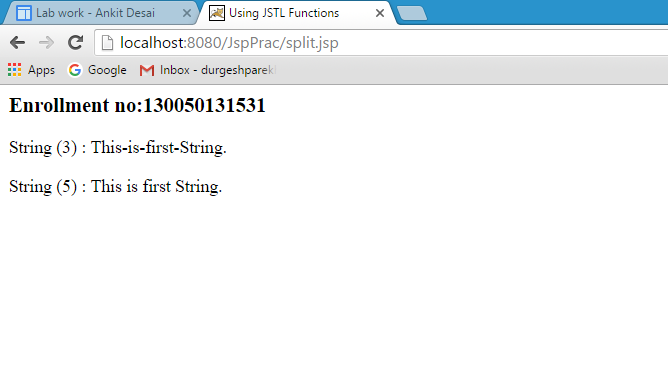 Lab work - Ankit Desai
Using JSTL Functions
localhost:8080/JspPrac/split.jsp
Apps Google Inbox - durgeshparek
Enrollment no:130050131531
String (3) : This-is-first-String.
String (5) : This is first String.